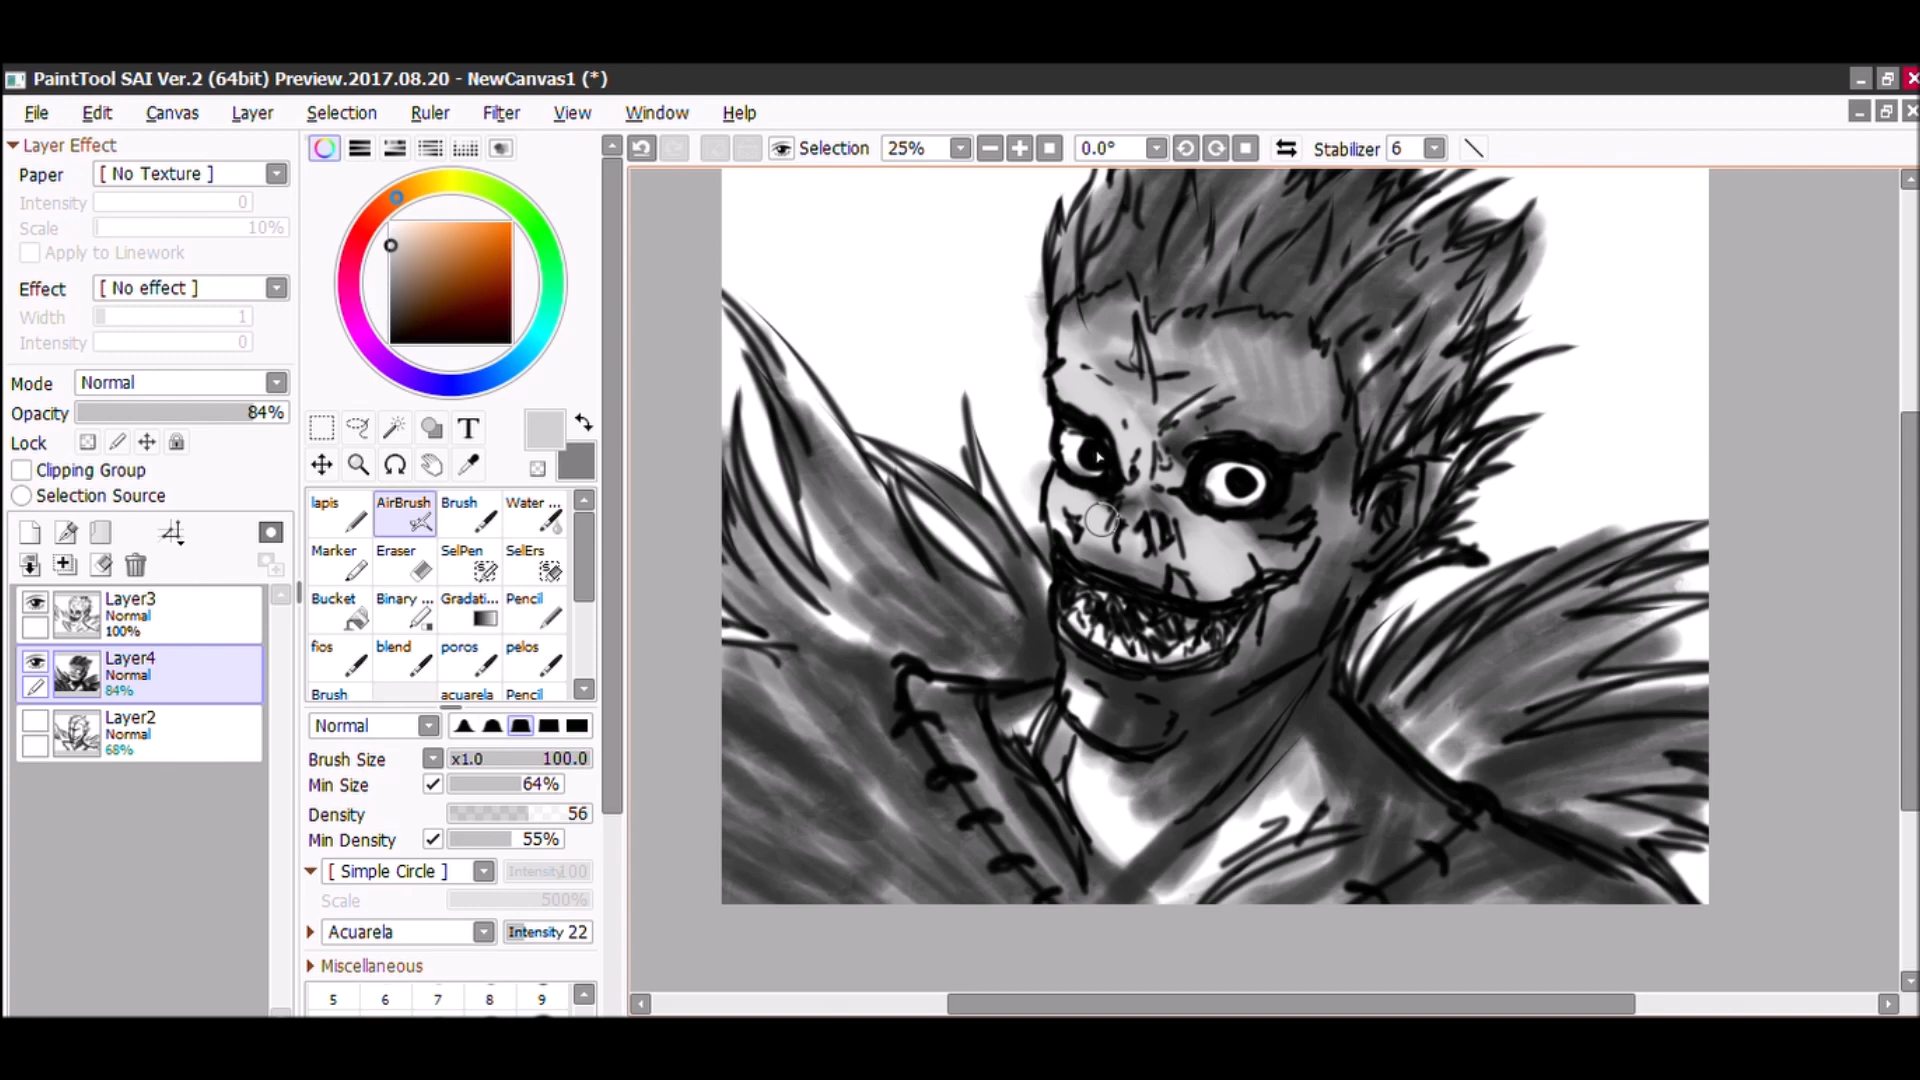 PaintTool SAI Ver.2 (64bit) Preview.2017.08.20 - NewCanvas1 (*)
File Edit Canvas Layer Selection Ruler Filter View Window Help
Selection 25% 0.0° Stabilizer 6
Layer Effect
Paper [ No Texture ]
Intensity 0
Scale 10%
Apply to Linework
Effect [ No effect ]
Width 1
Intensity 0
Mode Normal
Opacity 84%
Lock
Clipping Group
Selection Source
Layer3
Normal
100%
Layer4
Normal
84%
Layer2
Normal
68%
T
lapis AirBrush Brush Water ...
Marker Eraser SelPen SelErs
Bucket Binary ... Gradati... Pencil
fios blend poros pelos
Brush acuarela Pencil
Normal
Brush Size x1.0 100.0
Min Size 64%
Density 56
Min Density 55%
[ Simple Circle ] Intensity 100
Scale 500%
Acuarela Intensity 22
Miscellaneous
5 6 7 8 9